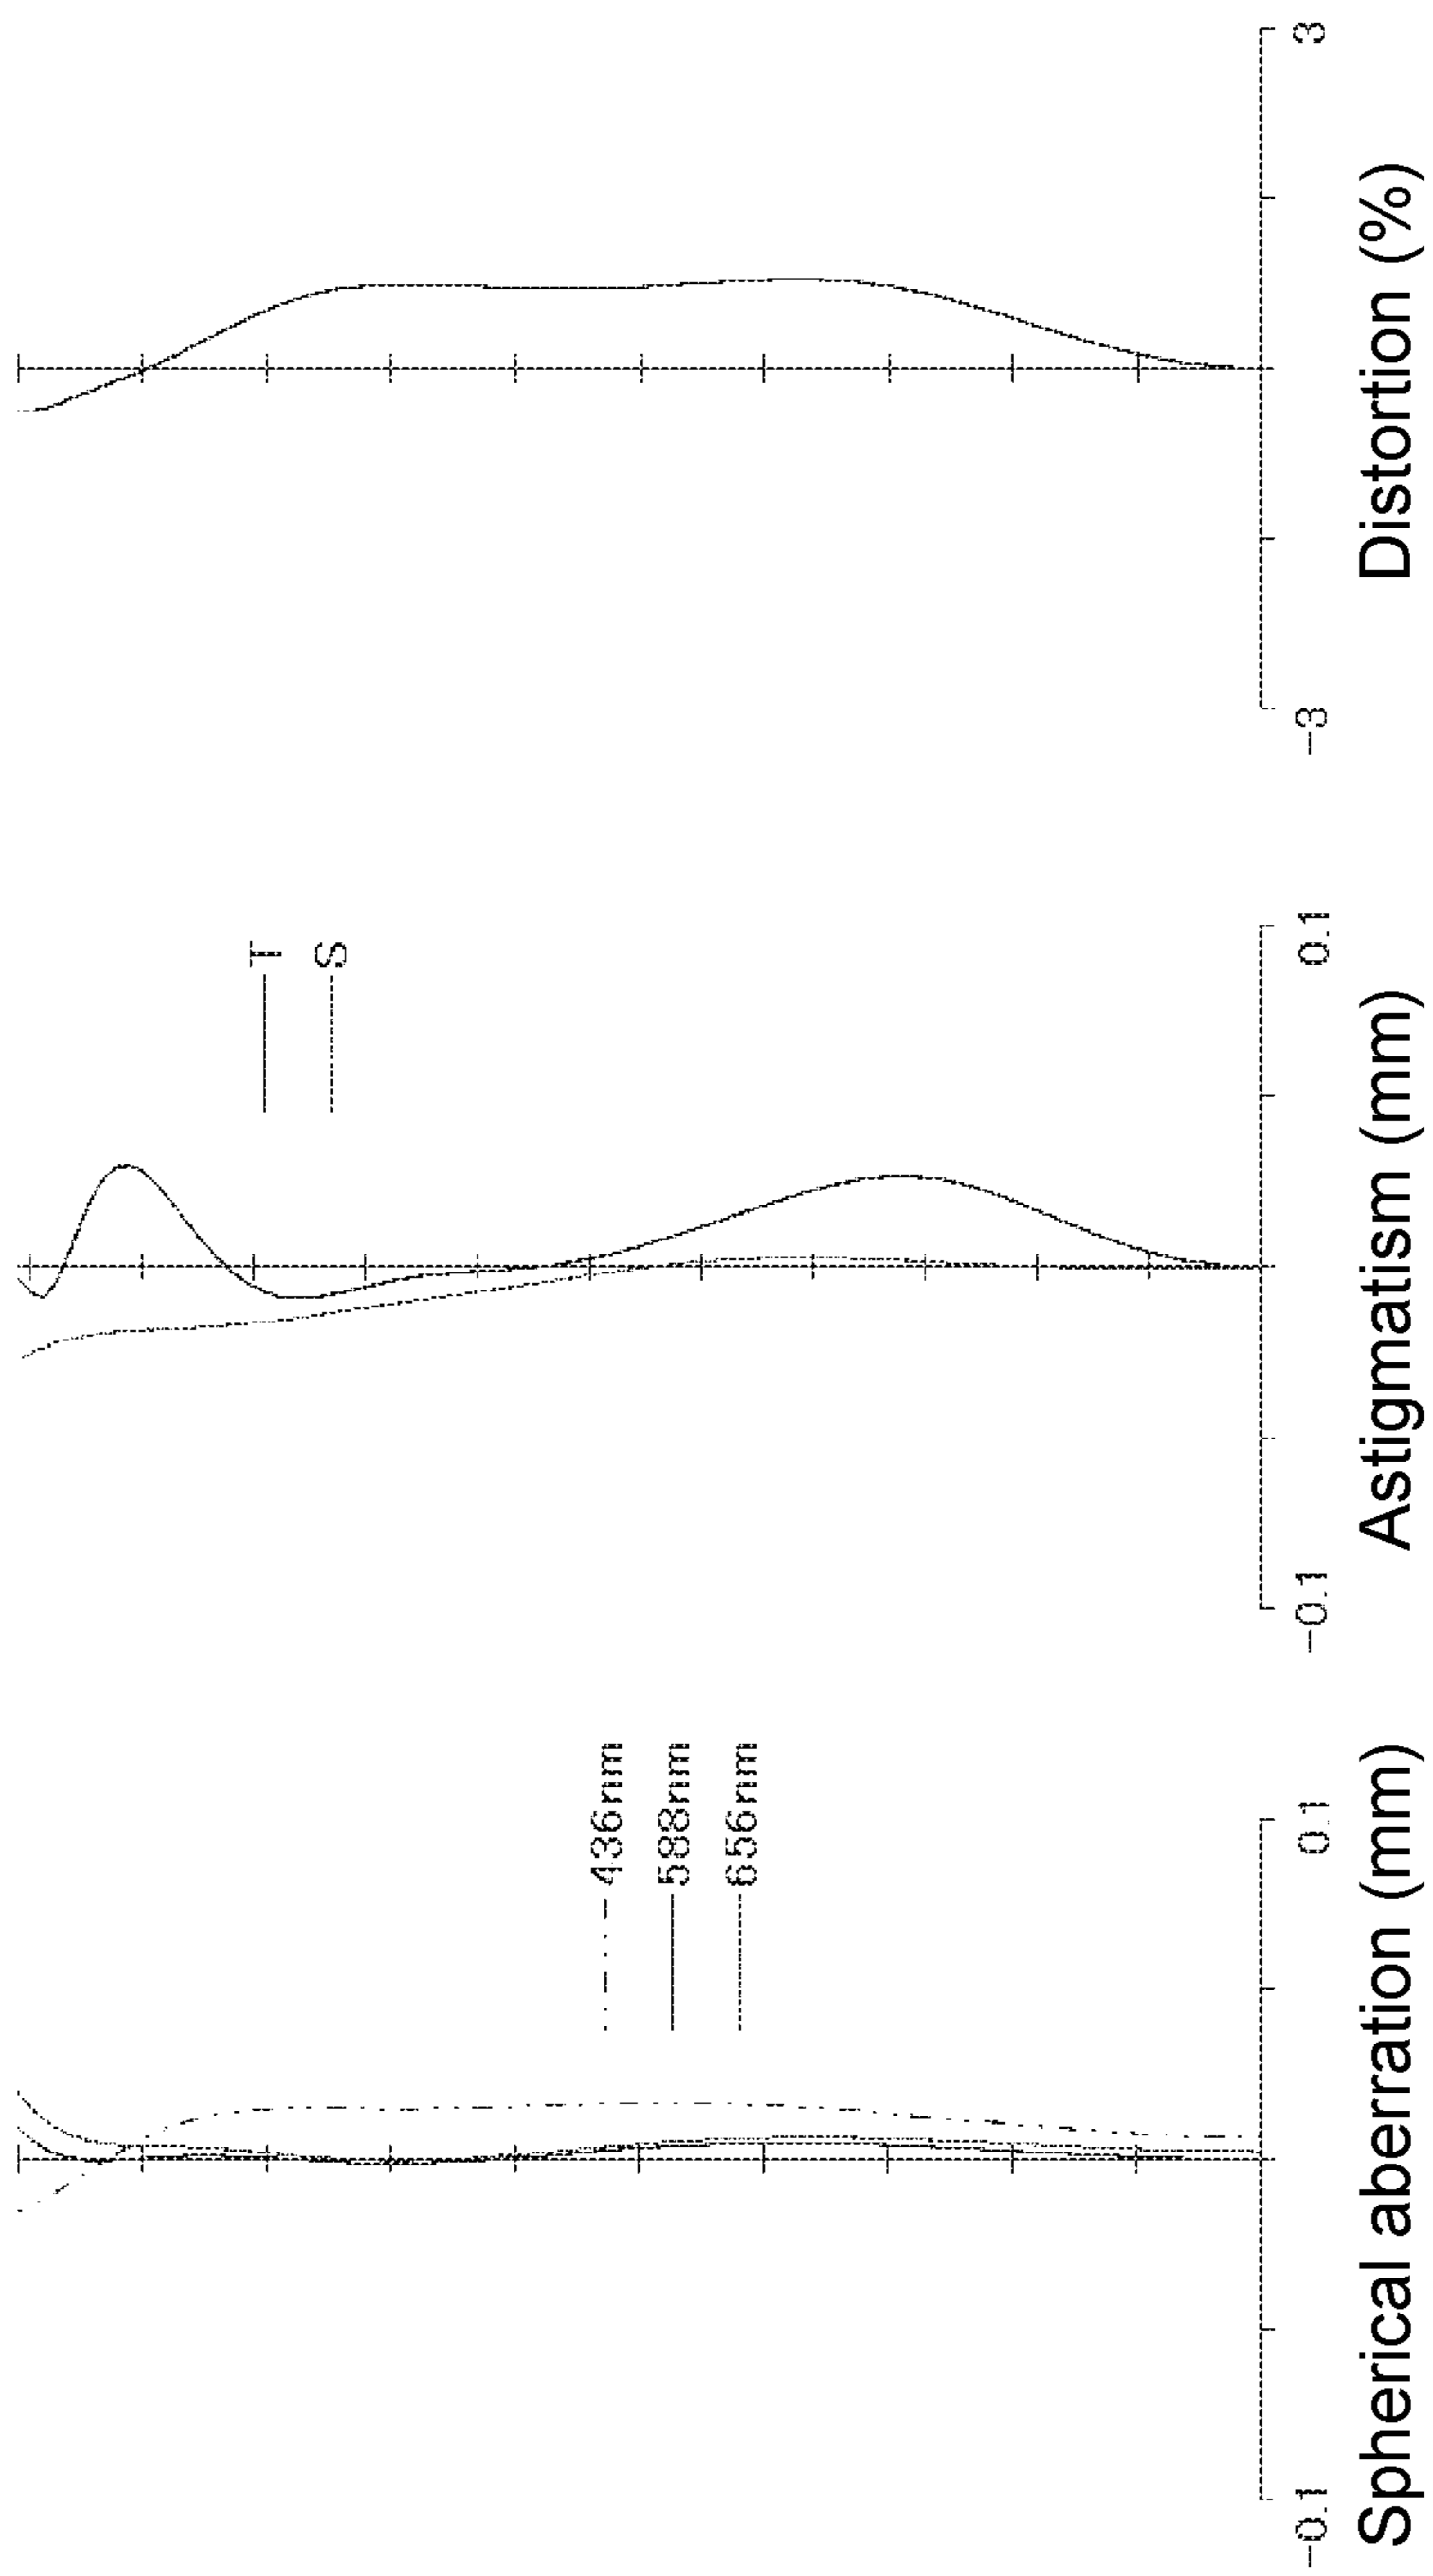 436nm
588nm
656nm
-0.1
0.1
Spherical aberration (mm)
T
S
-0.1
0.1
Astigmatism (mm)
-3
3
Distortion (%)